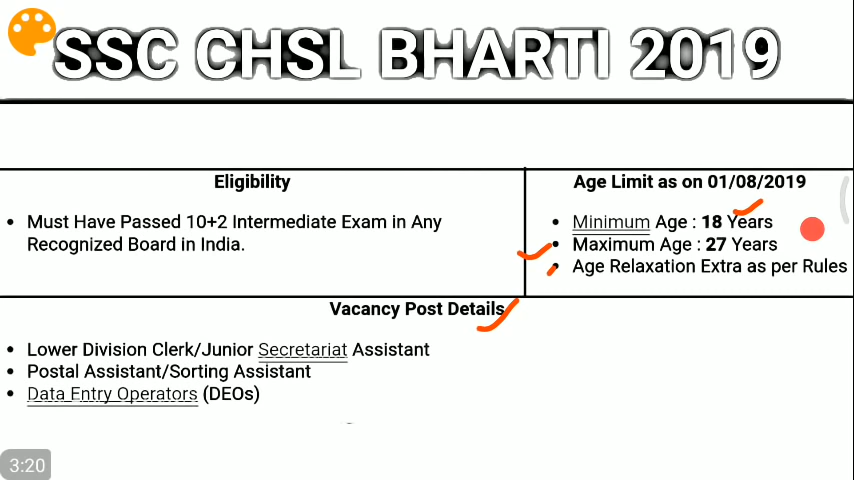 SSC CHSL BHARTI 2019
Eligibility
Must Have Passed 10+2 Intermediate Exam in Any
Recognized Board in India.
Age Limit as on 01/08/2019
Minimum Age : 18 Years
Maximum Age : 27 Years
Age Relaxation Extra as per Rules
Vacancy Post Details
Lower Division Clerk/Junior Secretariat Assistant
Postal Assistant/Sorting Assistant
Data Entry Operators (DEOs)
3:20